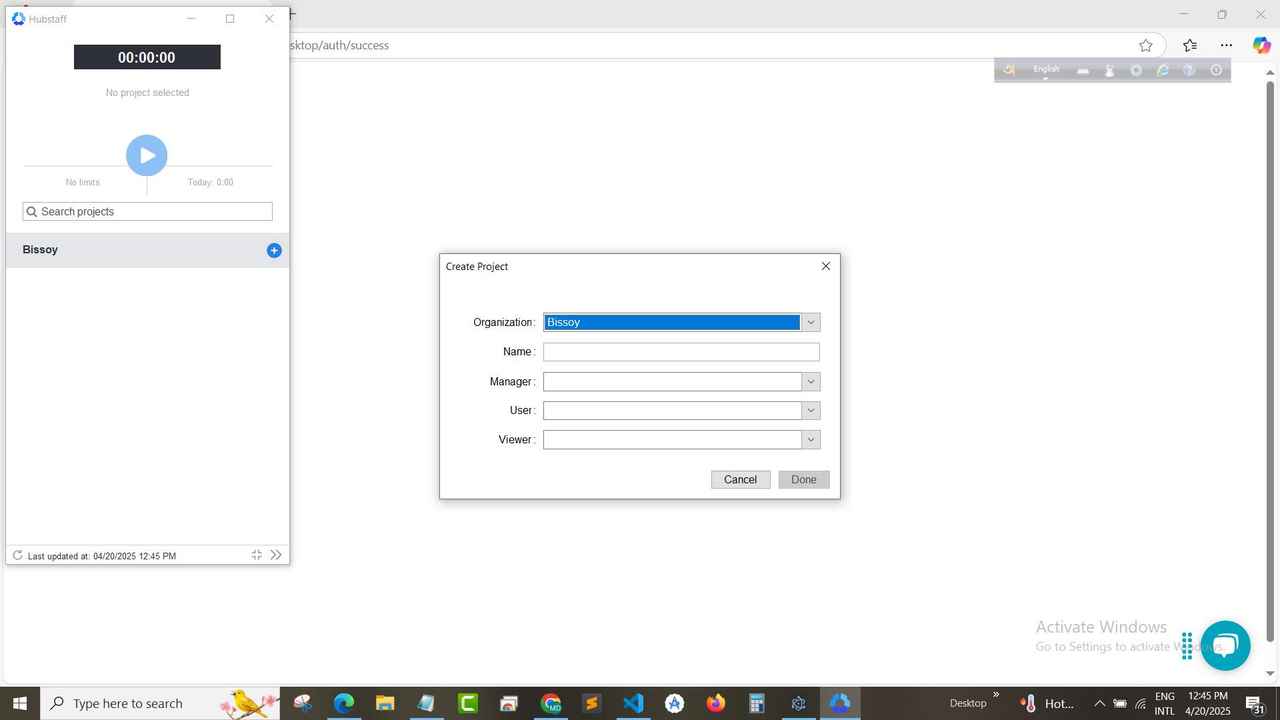 Hubstaff
00:00:00
No project selected
No limits
Today: 0:00
Search projects
Bissoy
Last updated at: 04/20/2025 12:45 PM
sktop/auth/success
English
Create Project
Organization:
Bissoy
Name:
Manager:
User:
Viewer:
Cancel
Done
Activate Windows
Go to Settings to activate Windows.
Type here to search
Desktop
Hot...
ENG
INTL
12:45 PM
4/20/2025
31